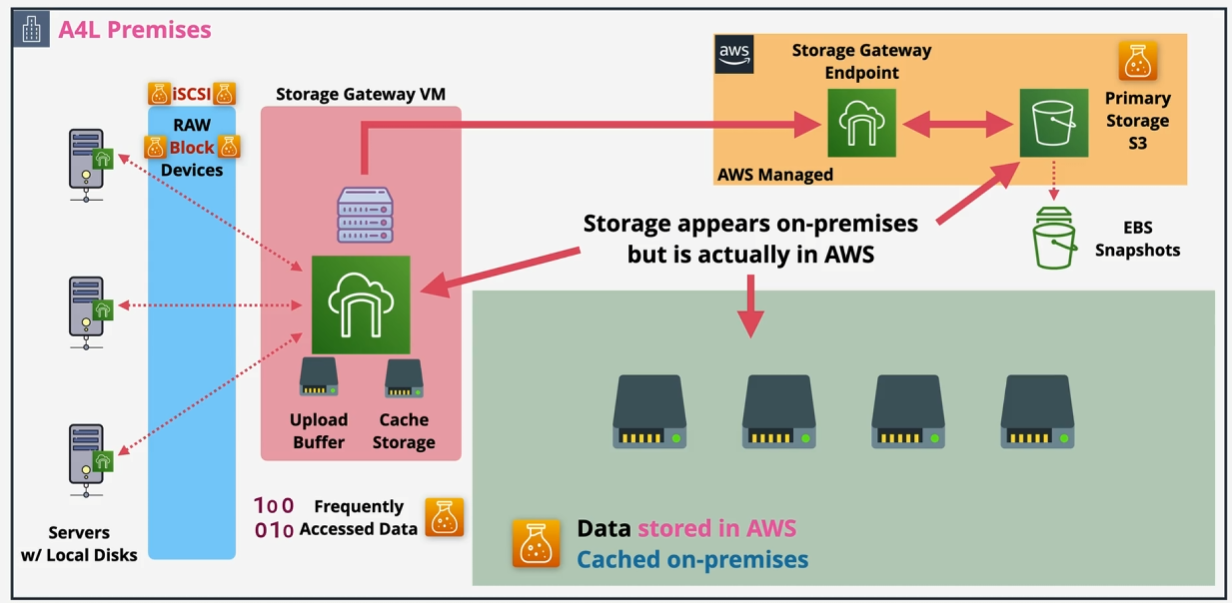 A4L Premises
iSCSI
RAW
Block
Devices
Storage Gateway VM
aws
Storage Gateway
Endpoint
Primary
Storage
S3
AWS Managed
Storage appears on-premises
but is actually in AWS
EBS
Snapshots
Upload
Buffer
Cache
Storage
100
010
Frequently
Accessed Data
Servers
w/ Local Disks
Data stored in AWS
Cached on-premises